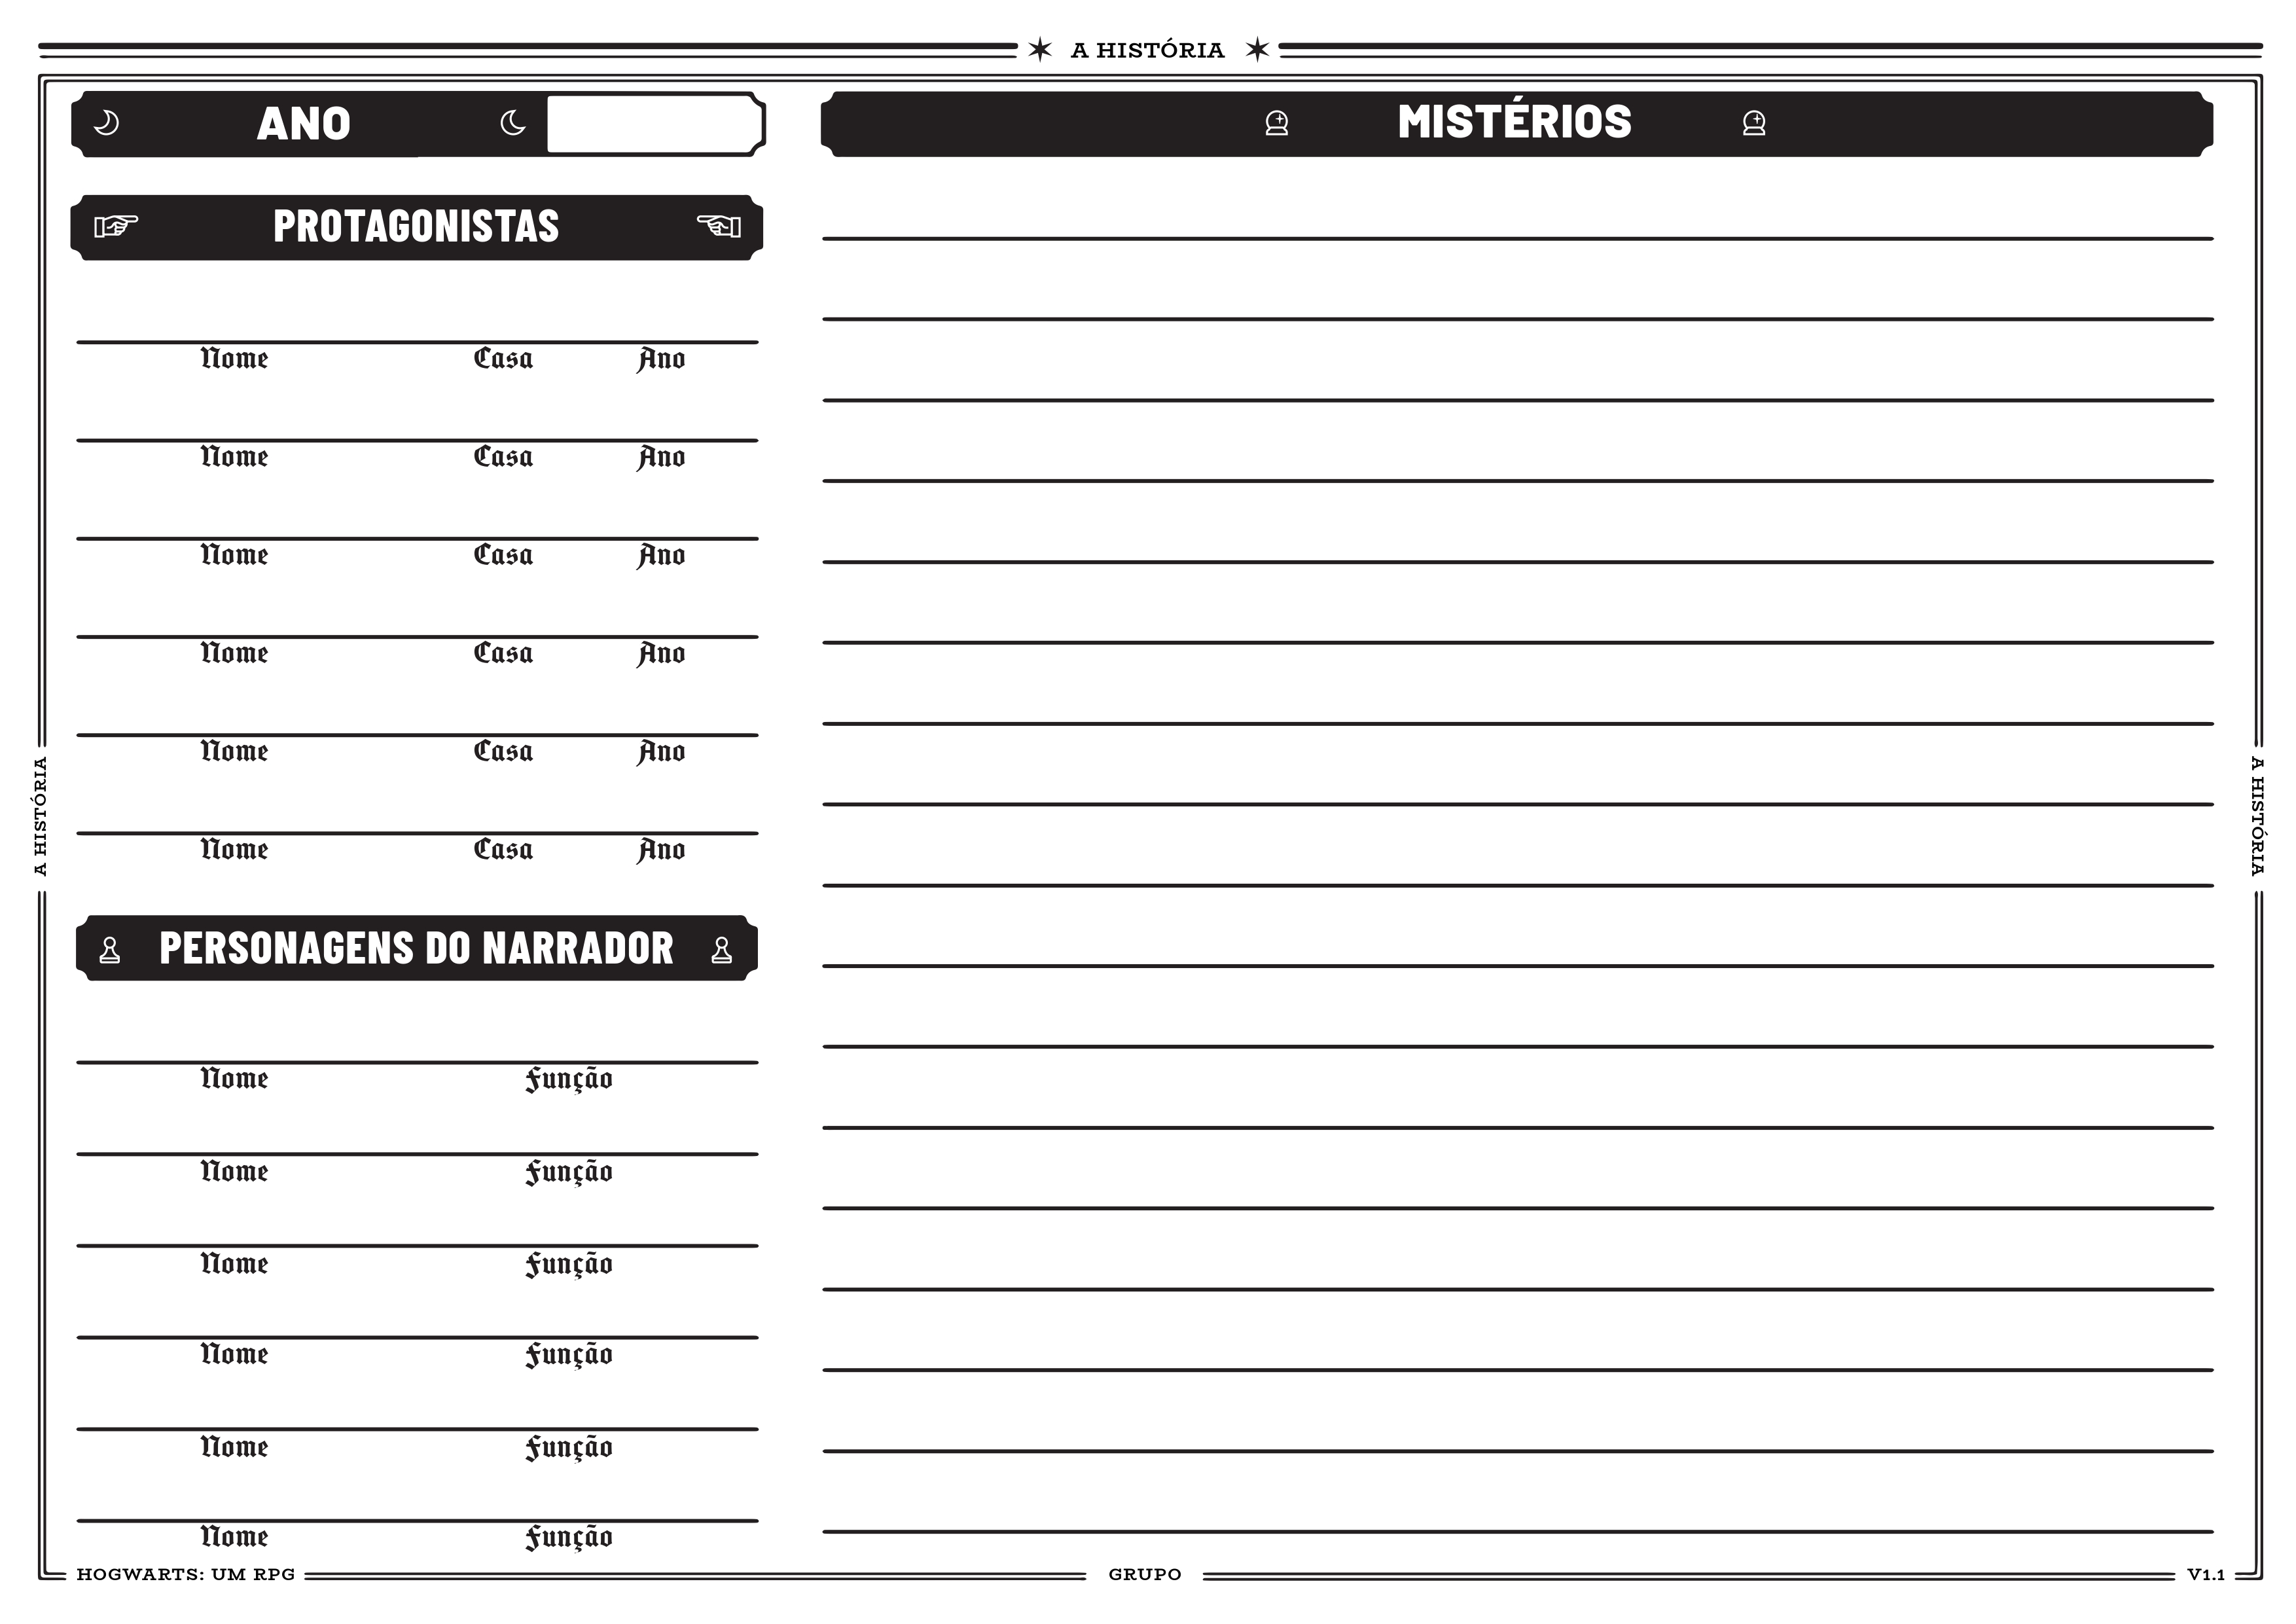 A HISTÓRIA
ANO
PROTAGONISTAS
Nome Casa Ano
Nome Casa Ano
Nome Casa Ano
Nome Casa Ano
Nome Casa Ano
Nome Casa Ano
PERSONAGENS DO NARRADOR
Nome Função
Nome Função
Nome Função
Nome Função
Nome Função
Nome Função
MISTÉRIOS
A HISTÓRIA
A HISTÓRIA
HOGWARTS: UM RPG
GRUPO
V1.1